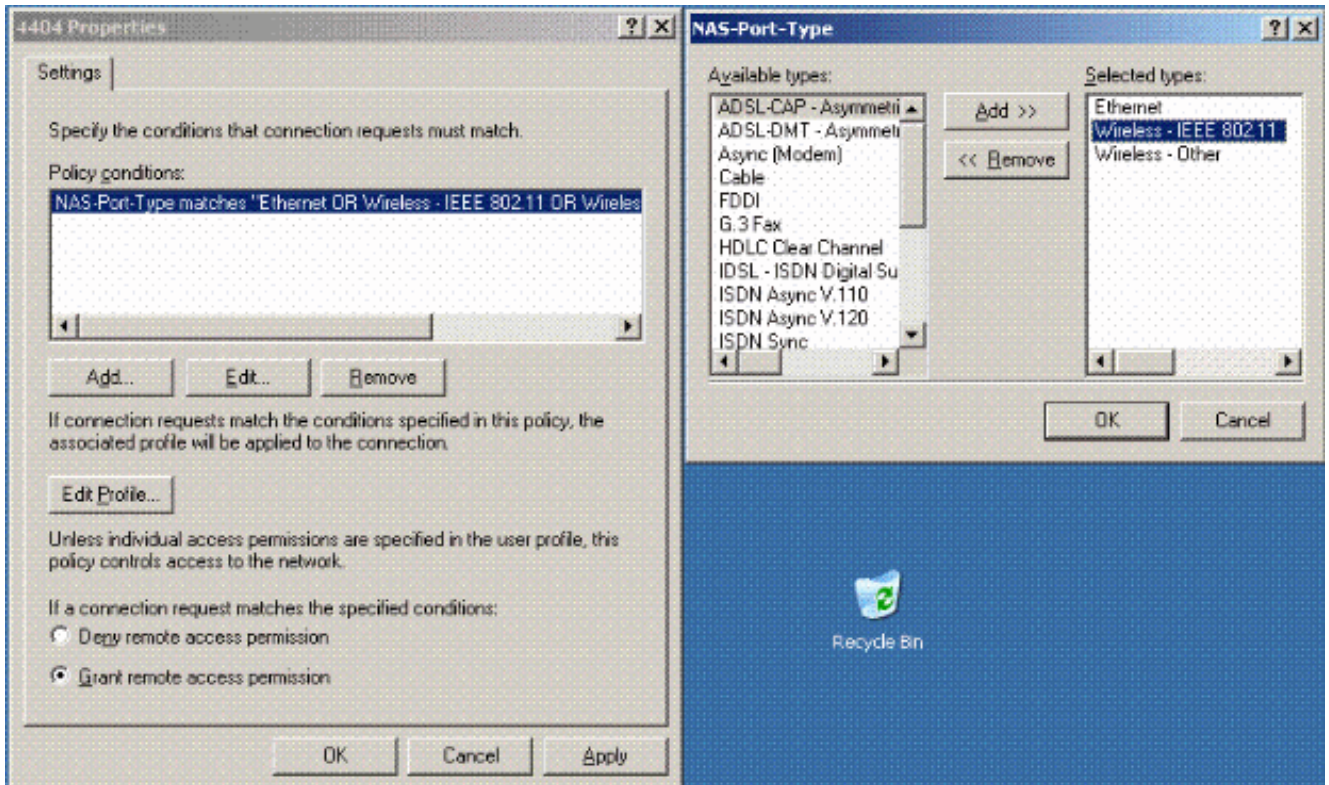 4404 Properties
Settings
Specify the conditions that connection requests must match.
Policy conditions:
NAS-Port-Type matches "Ethernet OR Wireless - IEEE 802.11 OR Wireles
Add...
Edit...
Remove
If connection requests match the conditions specified in this policy, the
associated profile will be applied to the connection.
Edit Profile...
Unless individual access permissions are specified in the user profile, this
policy controls access to the network.
If a connection request matches the specified conditions:
Deny remote access permission
Grant remote access permission
OK
Cancel
Apply
NAS-Port-Type
Available types:
ADSL-CAP - Asymmetri
ADSL-DMT - Asymmetri
Async (Modem)
Cable
FDDI
G.3 Fax
HDLC Clear Channel
IDSL - ISDN Digital Su
ISDN Async V.110
ISDN Async V.120
ISDN Sync
Add >>
<< Remove
Selected types:
Ethernet
Wireless - IEEE 802.11
Wireless - Other
OK
Cancel
Recycle Bin